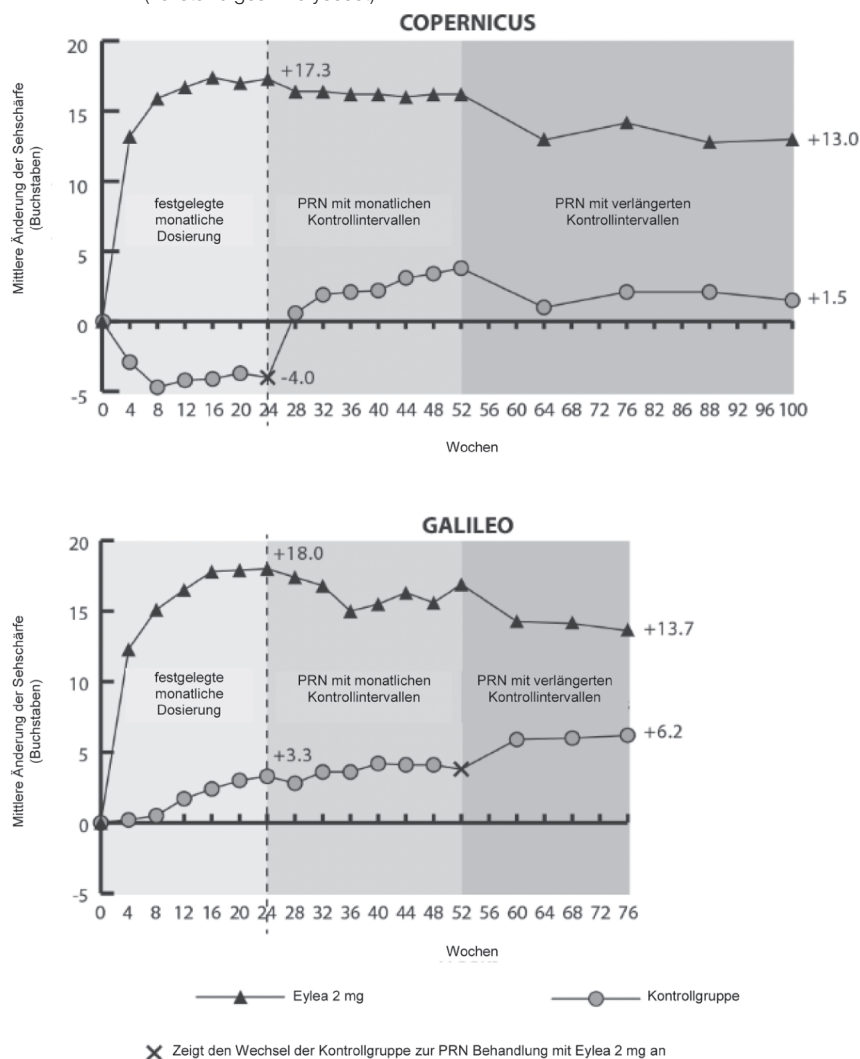 COPERNICUS
Mittlere Änderung der Sehschärfe
(Buchstaben)
20
15
10
5
0
-5
+17.3
+13.0
festgelegte
monatliche
Dosierung
PRN mit monatlichen
Kontrollintervallen
PRN mit verlängerten
Kontrollintervallen
+1.5
-4.0
0 4 8 12 16 20 24 28 32 36 40 44 48 52 56 60 64 68 72 76 82 86 88 92 96 100
Wochen
GALILEO
Mittlere Änderung der Sehschärfe
(Buchstaben)
20
15
10
5
0
-5
+18.0
+13.7
festgelegte
monatliche
Dosierung
PRN mit monatlichen
Kontrollintervallen
PRN mit verlängerten
Kontrollintervallen
+3.3
+6.2
0 4 8 12 16 20 24 28 32 36 40 44 48 52 56 60 64 68 72 76
Wochen
Eylea 2 mg
Kontrollgruppe
Zeigt den Wechsel der Kontrollgruppe zur PRN Behandlung mit Eylea 2 mg an